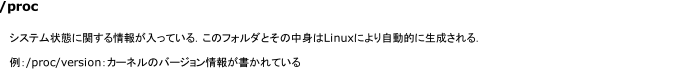 /proc
システム状態に関する情報が入っている. このフォルダとその中身はLinuxにより自動的に生成される.
例:/proc/version:カーネルのバージョン情報が書かれている